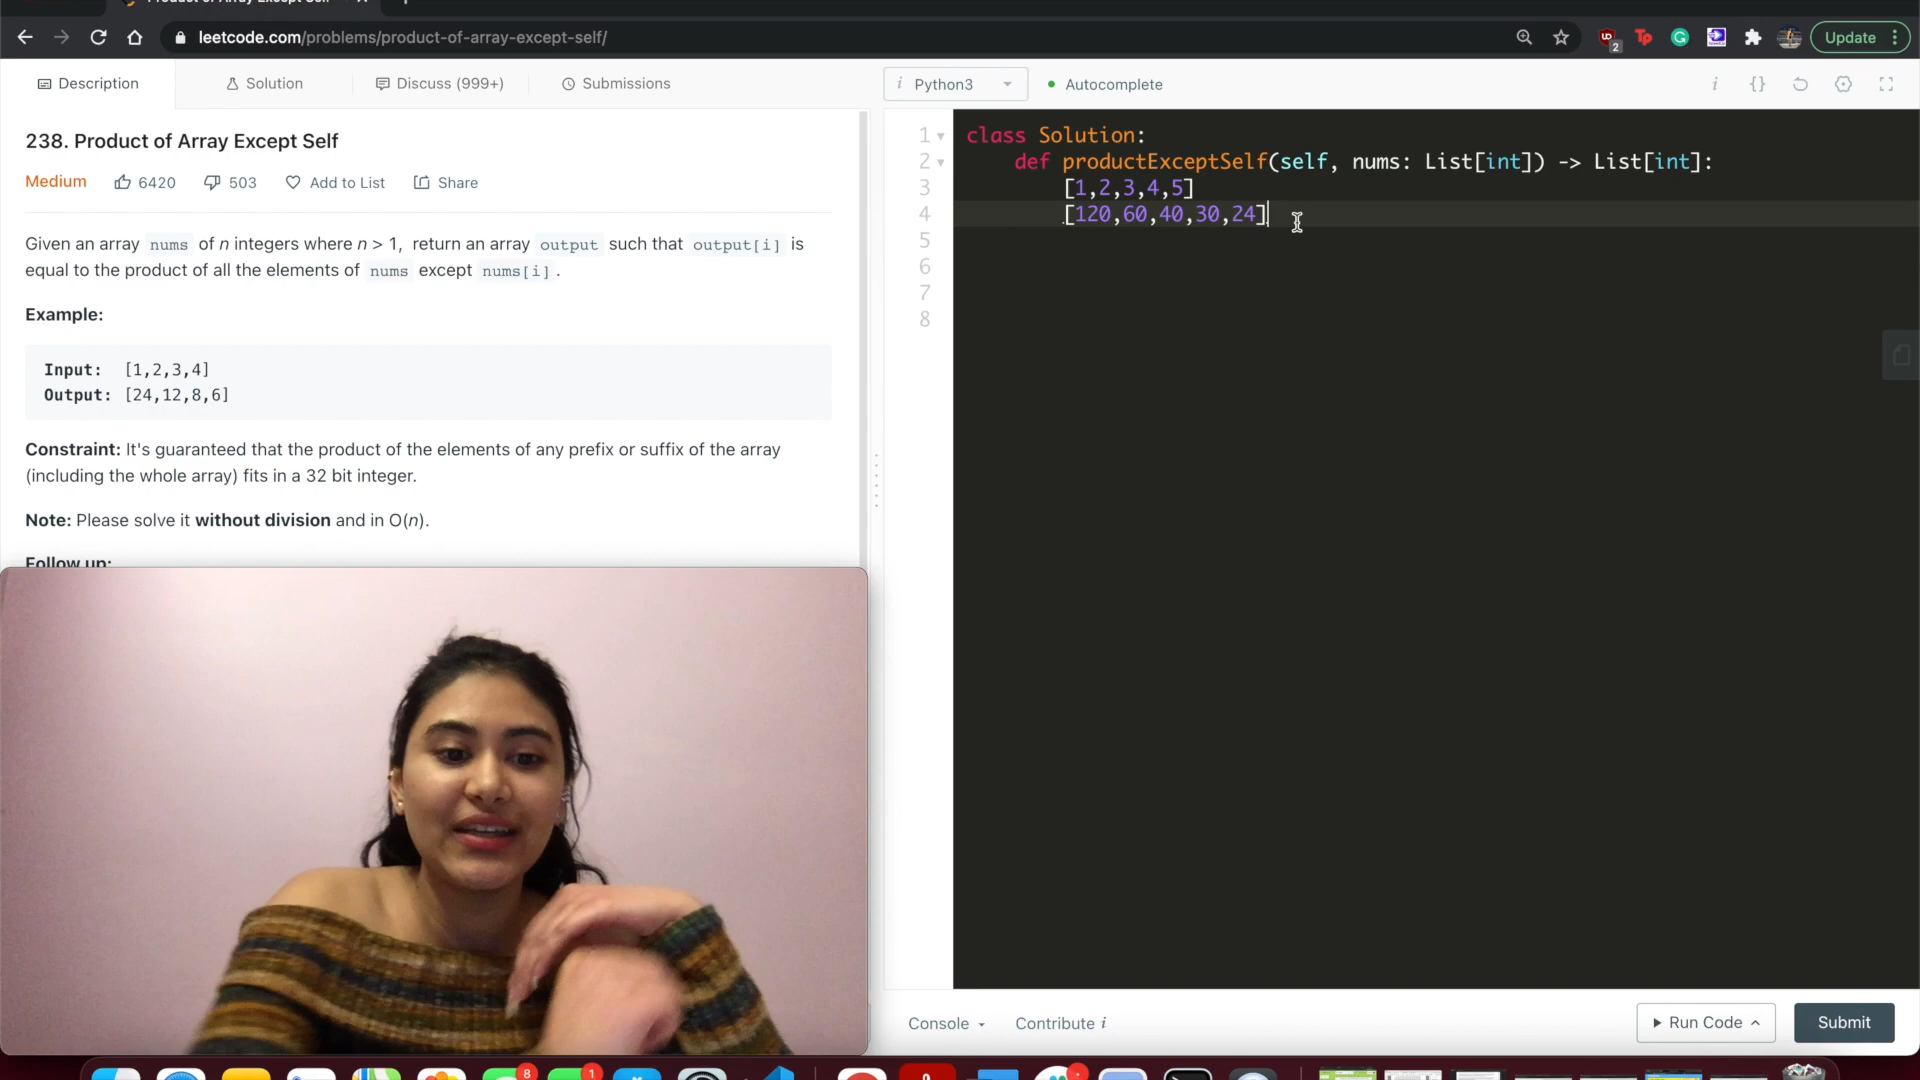 leetcode.com/problems/product-of-array-except-self/
2
Update
Description
Solution
Discuss (999+)
Submissions
i Python3
Autocomplete
i {}
238. Product of Array Except Self
Medium 6420 503 Add to List Share
Given an array nums of n integers where n > 1, return an array output such that output[i] is
equal to the product of all the elements of nums except nums[i] .
Example:
Input: [1,2,3,4]
Output: [24,12,8,6]
Constraint: It's guaranteed that the product of the elements of any prefix or suffix of the array
(including the whole array) fits in a 32 bit integer.
Note: Please solve it without division and in O(n).
Follow up:
1 class Solution:
2 def productExceptSelf(self, nums: List[int]) -> List[int]:
3 [1,2,3,4,5]
4 [120,60,40,30,24]
5
6
7
8
Console
Contribute i
Run Code
Submit
8
1